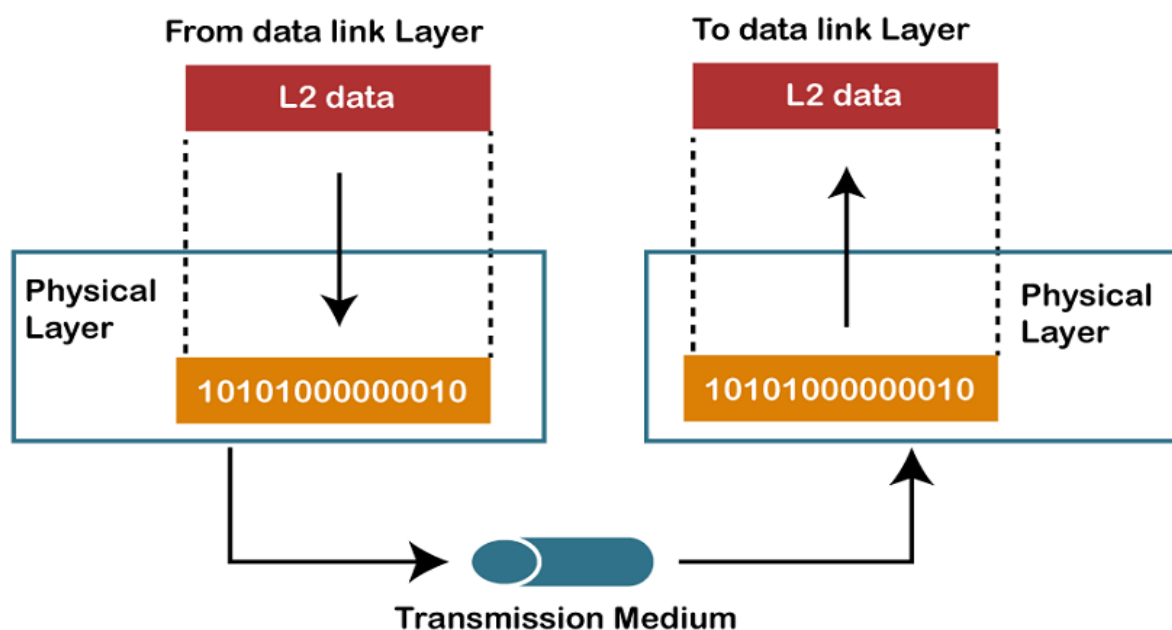 From data link Layer
To data link Layer
L2 data
L2 data
Physical
Layer
Physical
Layer
10101000000010
10101000000010
Transmission Medium